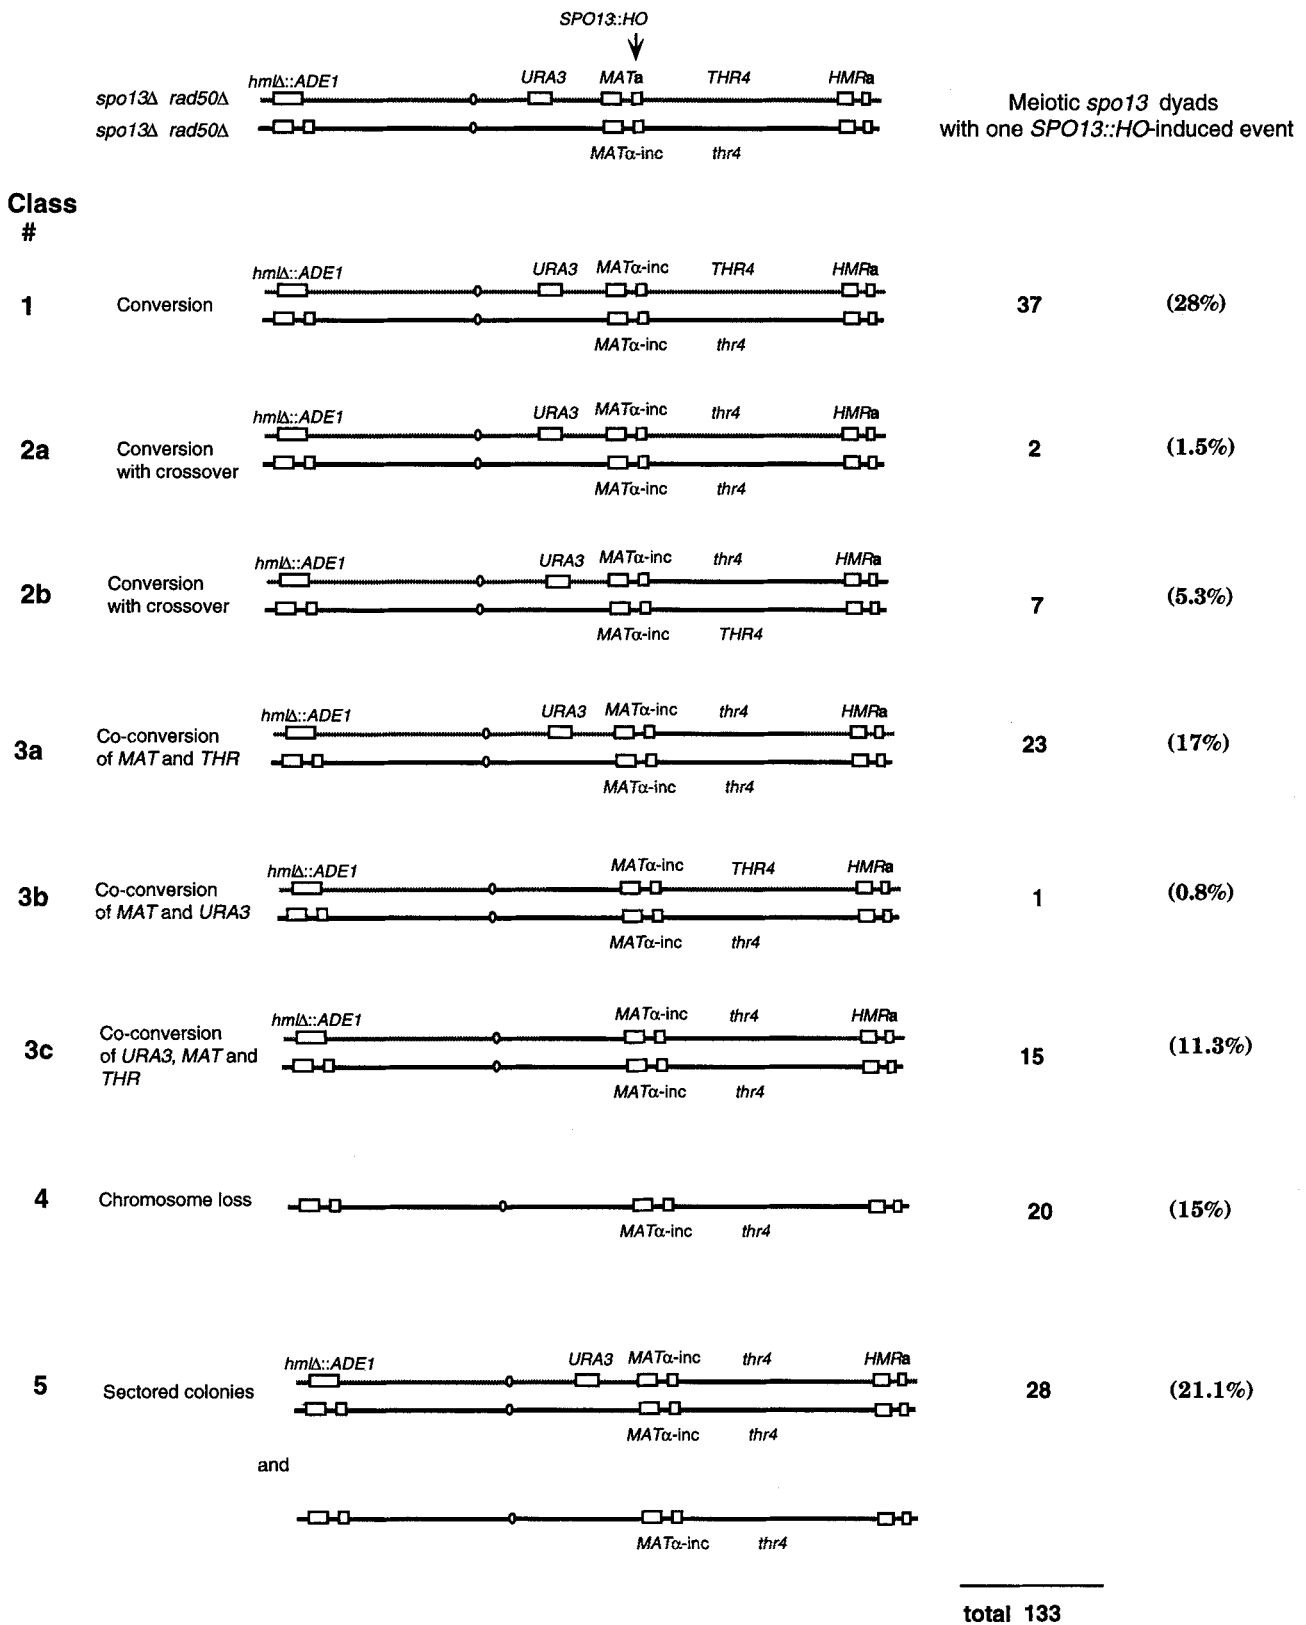 SPO13::HO
hmlΔ::ADE1 URA3 MATa THR4 HMRa
spo13Δ rad50Δ
spo13Δ rad50Δ
MATα-inc thr4
Meiotic spo13 dyads
with one SPO13::HO-induced event
Class
#
hmlΔ::ADE1 URA3 MATα-inc THR4 HMRa
1 Conversion 37 (28%)
MATα-inc thr4
hmlΔ::ADE1 URA3 MATα-inc thr4 HMRa
2a Conversion 2 (1.5%)
with crossover
MATα-inc thr4
hmlΔ::ADE1 URA3 MATα-inc thr4 HMRa
2b Conversion 7 (5.3%)
with crossover
MATα-inc THR4
hmlΔ::ADE1 URA3 MATα-inc thr4 HMRa
3a Co-conversion 23 (17%)
of MAT and THR
MATα-inc thr4
hmlΔ::ADE1 MATα-inc THR4 HMRa
3b Co-conversion 1 (0.8%)
of MAT and URA3
MATα-inc thr4
hmlΔ::ADE1 MATα-inc thr4 HMRa
3c Co-conversion 15 (11.3%)
of URA3, MAT and
THR
MATα-inc thr4
4 Chromosome loss 20 (15%)
MATα-inc thr4
hmlΔ::ADE1 URA3 MATα-inc thr4 HMRa
5 Sectored colonies 28 (21.1%)
MATα-inc thr4
and
MATα-inc thr4
total 133